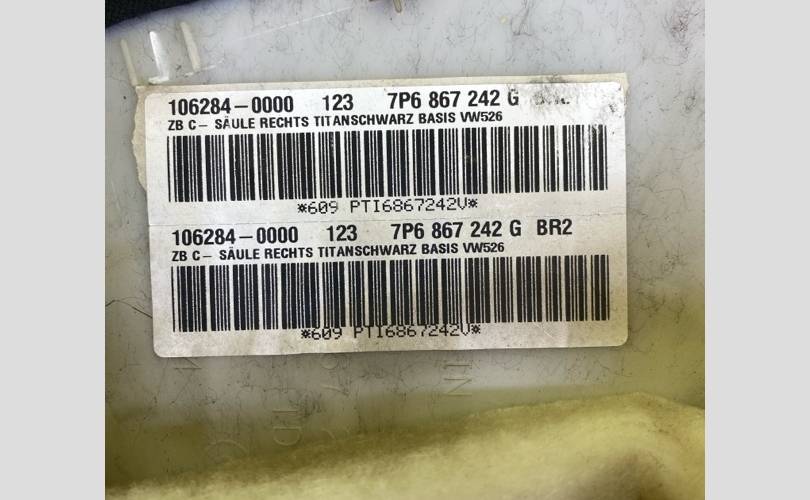 106284-0000 123 7P6 867 242 G
ZB C- SÄULE RECHTS TITANSCHWARZ BASIS VW526
*609 PTI6867242V*
106284-0000 123 7P6 867 242 G BR2
ZB C- SÄULE RECHTS TITANSCHWARZ BASIS VW526
*609 PTI6867242V*